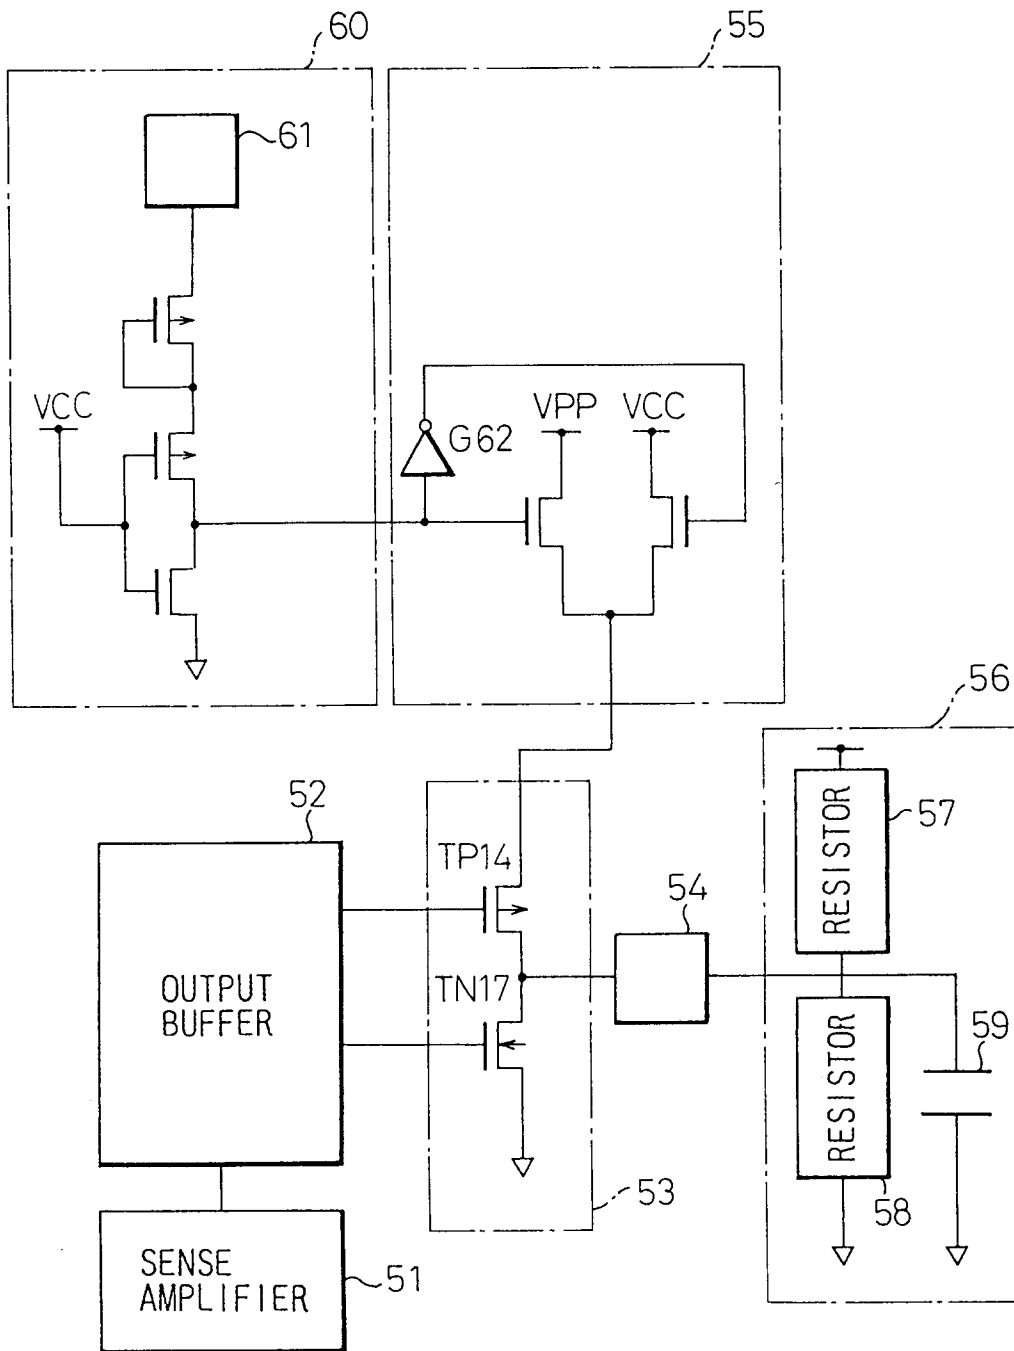 60
55
61
VCC
G62
VPP
VCC
56
52
TP14
54
RESISTOR
57
OUTPUT
BUFFER
TN17
RESISTOR
59
53
58
SENSE
AMPLIFIER
51